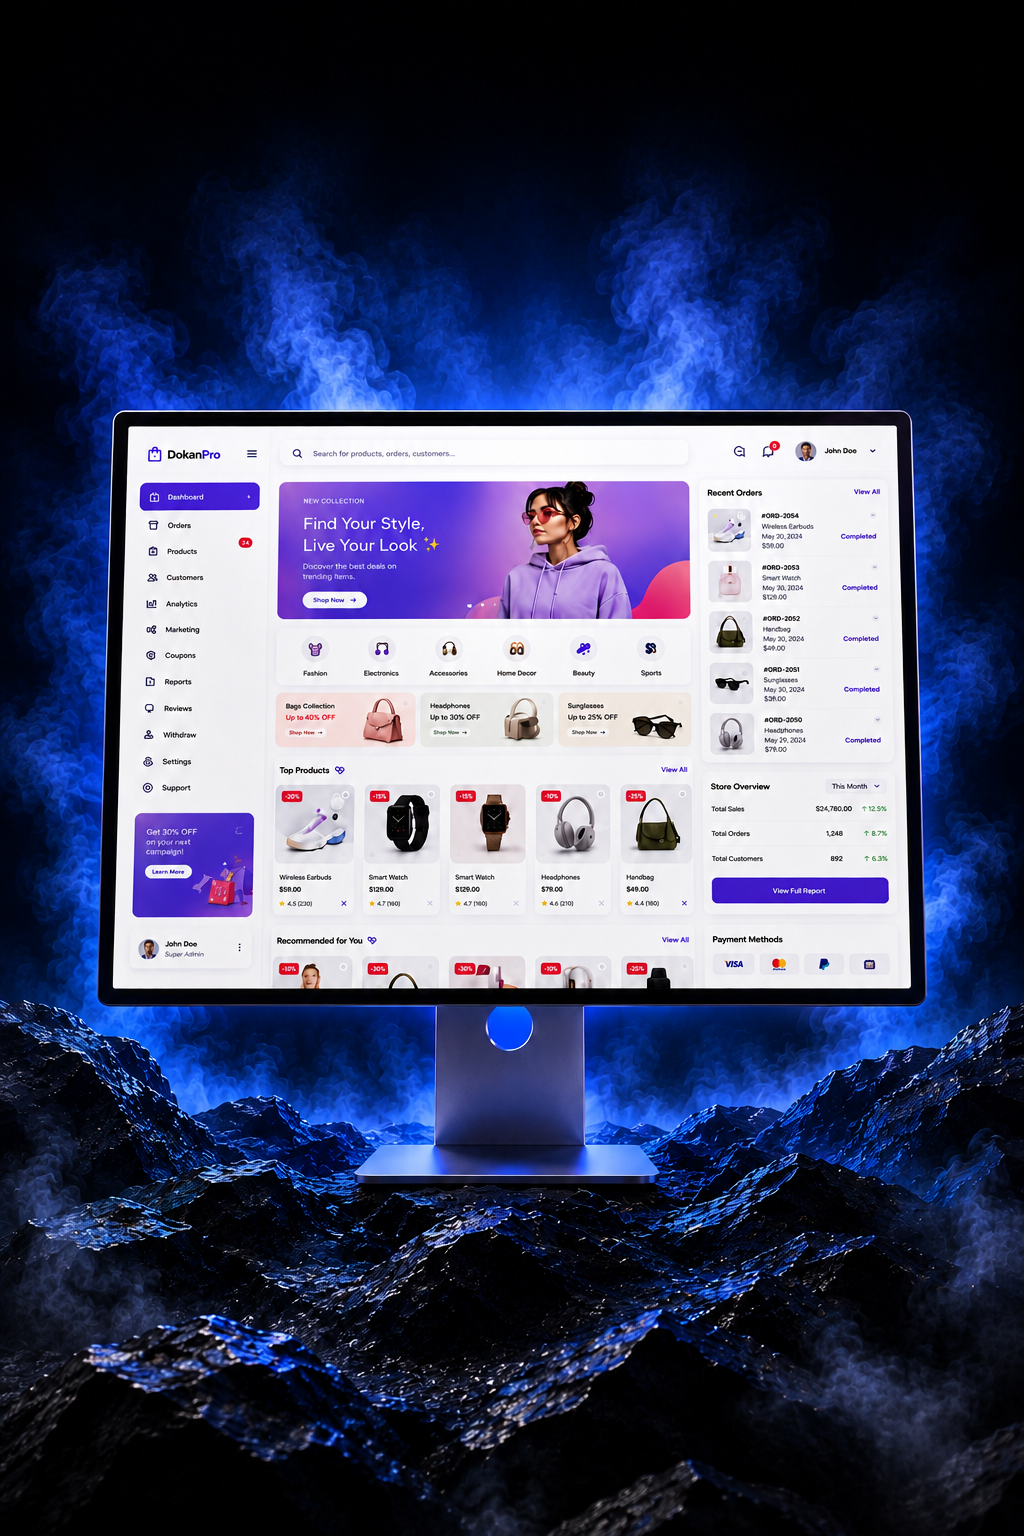 DokanPro
Search for products, orders, customers...
John Doe
Dashboard
Orders
Products
34
Customers
Analytics
Marketing
Coupons
Reports
Reviews
Withdraw
Settings
Support
Get 30% OFF
on your next
campaign!
Learn More
John Doe
Super Admin
NEW COLLECTION
Find Your Style,
Live Your Look ✨
Discover the best deals on
trending items.
Shop Now →
Fashion
Electronics
Accessories
Home Decor
Beauty
Sports
Bags Collection
Up to 40% OFF
Shop Now →
Headphones
Up to 30% OFF
Shop Now →
Sunglasses
Up to 25% OFF
Shop Now →
Top Products
View All
-20%
Wireless Earbuds
$59.00
4.5 (230)
-15%
Smart Watch
$129.00
4.7 (180)
-15%
Smart Watch
$129.00
4.7 (180)
-10%
Headphones
$79.00
4.6 (210)
-25%
Handbag
$49.00
4.4 (160)
Recommended for You
View All
-10%
-30%
-30%
-10%
-25%
Recent Orders
View All
#ORD-2054
Wireless Earbuds
May 20, 2024
$59.00
Completed
#ORD-2053
Smart Watch
May 20, 2024
$129.00
Completed
#ORD-2052
Handbag
May 30, 2024
$49.00
Completed
#ORD-2051
Sunglasses
May 30, 2024
Completed
#ORD-2050
Headphones
May 29, 2024
$79.00
Completed
Store Overview
This Month
Total Sales
$24,780.00
↑ 12.5%
Total Orders
1,248
↑ 8.7%
Total Customers
892
↑ 6.3%
View Full Report
Payment Methods
VISA